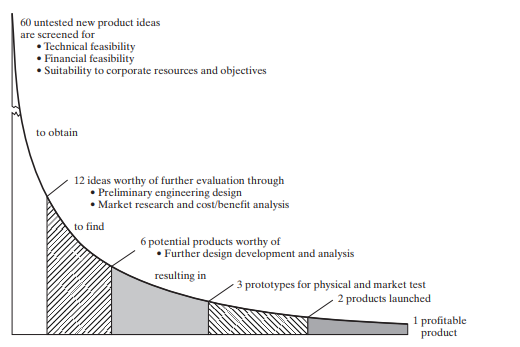 60 untested new product ideas
are screened for
• Technical feasibility
• Financial feasibility
• Suitability to corporate resources and objectives
to obtain
12 ideas worthy of further evaluation through
• Preliminary engineering design
• Market research and cost/benefit analysis
to find
6 potential products worthy of
• Further design development and analysis
resulting in
3 prototypes for physical and market test
2 products launched
1 profitable
product